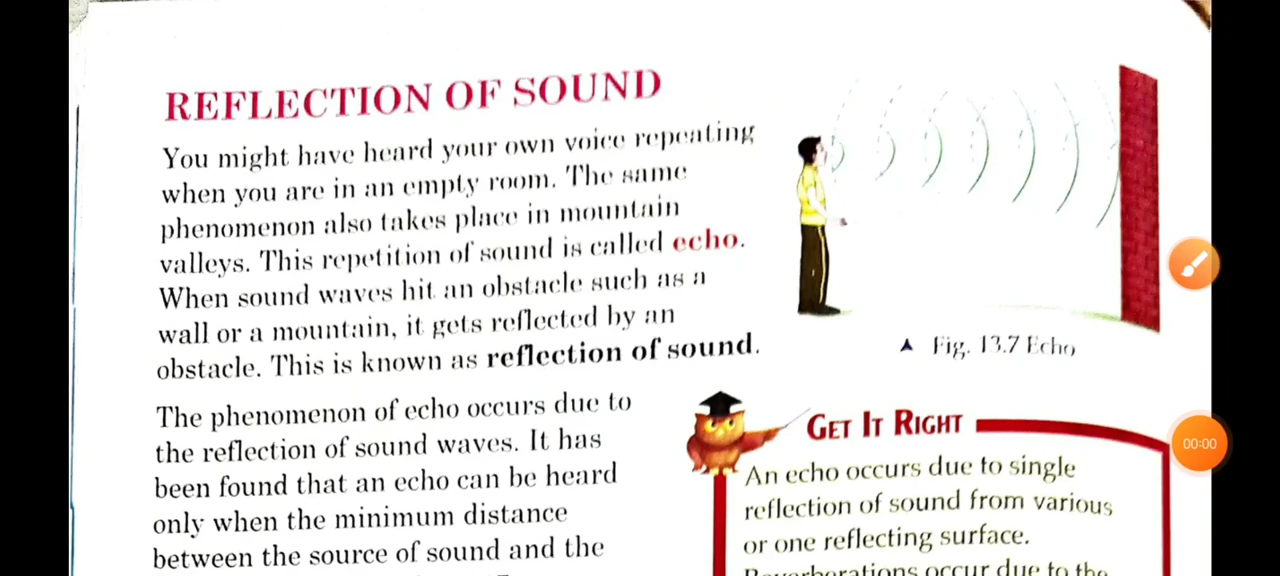 REFLECTION OF SOUND
You might have heard your own voice repeating
when you are in an empty room. The same
phenomenon also takes place in mountain
valleys. This repetition of sound is called echo.
When sound waves hit an obstacle such as a
wall or a mountain, it gets reflected by an
obstacle. This is known as reflection of sound.
The phenomenon of echo occurs due to
the reflection of sound waves. It has
been found that an echo can be heard
only when the minimum distance
between the source of sound and the
▲ Fig. 13.7 Echo
GET IT RIGHT
An echo occurs due to single
reflection of sound from various
or one reflecting surface.
Reverberations occur due to the
00:00